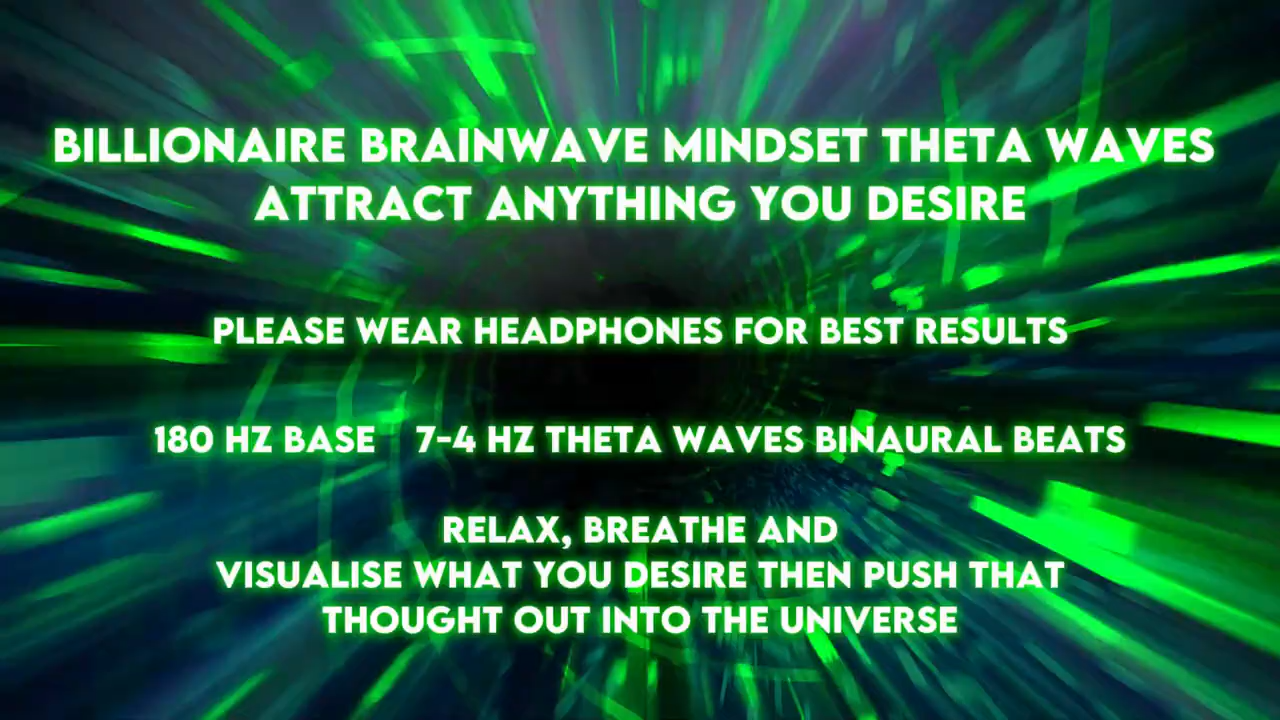 BILLIONAIRE BRAINWAVE MINDSET THETA WAVES
ATTRACT ANYTHING YOU DESIRE
PLEASE WEAR HEADPHONES FOR BEST RESULTS
180 HZ BASE 7-4 HZ THETA WAVES BINAURAL BEATS
RELAX, BREATHE AND
VISUALISE WHAT YOU DESIRE THEN PUSH THAT
THOUGHT OUT INTO THE UNIVERSE